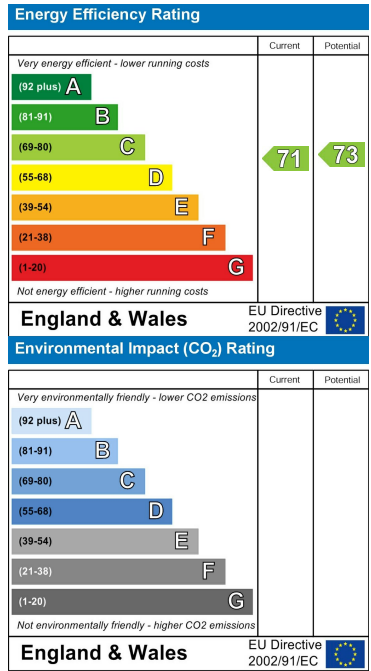 Energy Efficiency Rating
Current Potential
Very energy efficient - lower running costs
(92 plus) A
(81-91) B
(69-80) C
71 73
(55-68) D
(39-54) E
(21-38) F
(1-20) G
Not energy efficient - higher running costs
England & Wales
EU Directive
2002/91/EC
Environmental Impact (CO₂) Rating
Current Potential
Very environmentally friendly - lower CO2 emissions
(92 plus) A
(81-91) B
(69-80) C
(55-68) D
(39-54) E
(21-38) F
(1-20) G
Not environmentally friendly - higher CO2 emissions
England & Wales
EU Directive
2002/91/EC